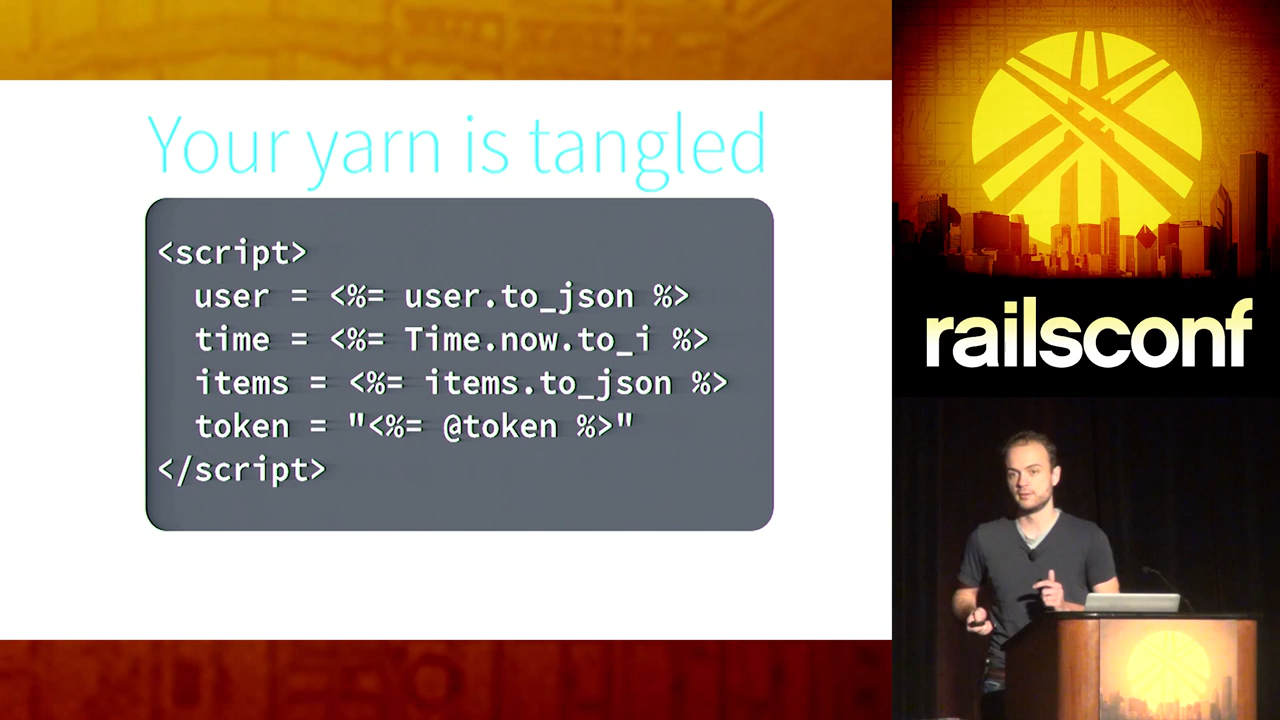 Your yarn is tangled
<script>
  user = <%= user.to_json %>
  time = <%= Time.now.to_i %>
  items = <%= items.to_json %>
  token = "<%= @token %>"
</script>
railsconf